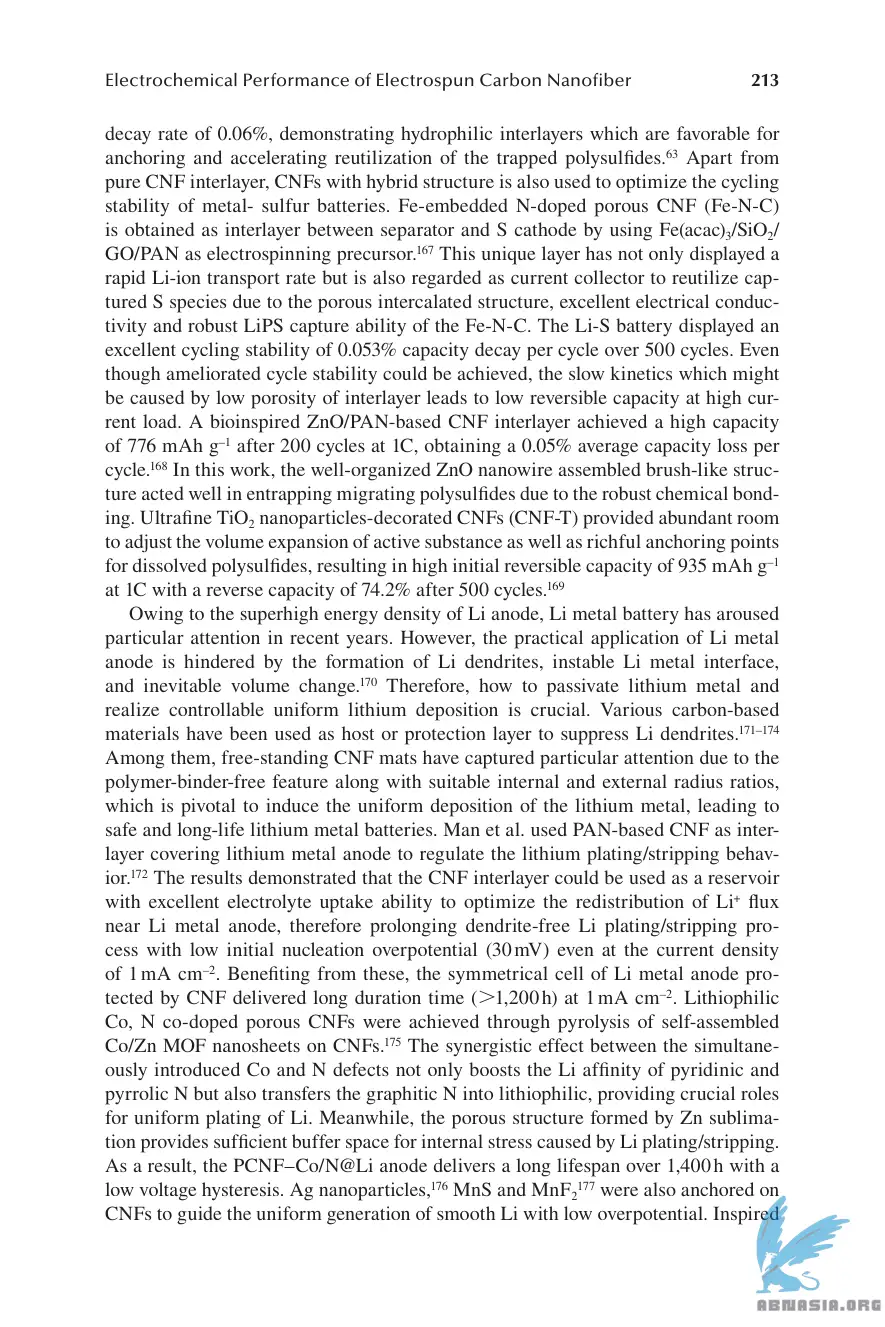 Electrochemical Performance of Electrospun Carbon Nanofiber 213
decay rate of 0.06%, demonstrating hydrophilic interlayers which are favorable for
anchoring and accelerating reutilization of the trapped polysulfides.⁶³ Apart from
pure CNF interlayer, CNFs with hybrid structure is also used to optimize the cycling
stability of metal- sulfur batteries. Fe-embedded N-doped porous CNF (Fe-N-C)
is obtained as interlayer between separator and S cathode by using Fe(acac)₃/SiO₂/
GO/PAN as electrospinning precursor.¹⁶⁷ This unique layer has not only displayed a
rapid Li-ion transport rate but is also regarded as current collector to reutilize cap-
tured S species due to the porous intercalated structure, excellent electrical conduc-
tivity and robust LiPS capture ability of the Fe-N-C. The Li-S battery displayed an
excellent cycling stability of 0.053% capacity decay per cycle over 500 cycles. Even
though ameliorated cycle stability could be achieved, the slow kinetics which might
be caused by low porosity of interlayer leads to low reversible capacity at high cur-
rent load. A bioinspired ZnO/PAN-based CNF interlayer achieved a high capacity
of 776 mAh g⁻¹ after 200 cycles at 1C, obtaining a 0.05% average capacity loss per
cycle.¹⁶⁸ In this work, the well-organized ZnO nanowire assembled brush-like struc-
ture acted well in entrapping migrating polysulfides due to the robust chemical bond-
ing. Ultrafine TiO₂ nanoparticles-decorated CNFs (CNF-T) provided abundant room
to adjust the volume expansion of active substance as well as richful anchoring points
for dissolved polysulfides, resulting in high initial reversible capacity of 935 mAh g⁻¹
at 1C with a reverse capacity of 74.2% after 500 cycles.¹⁶⁹
Owing to the superhigh energy density of Li anode, Li metal battery has aroused
particular attention in recent years. However, the practical application of Li metal
anode is hindered by the formation of Li dendrites, instable Li metal interface,
and inevitable volume change.¹⁷⁰ Therefore, how to passivate lithium metal and
realize controllable uniform lithium deposition is crucial. Various carbon-based
materials have been used as host or protection layer to suppress Li dendrites.¹⁷¹⁻¹⁷⁴
Among them, free-standing CNF mats have captured particular attention due to the
polymer-binder-free feature along with suitable internal and external radius ratios,
which is pivotal to induce the uniform deposition of the lithium metal, leading to
safe and long-life lithium metal batteries. Man et al. used PAN-based CNF as inter-
layer covering lithium metal anode to regulate the lithium plating/stripping behav-
ior.¹⁷² The results demonstrated that the CNF interlayer could be used as a reservoir
with excellent electrolyte uptake ability to optimize the redistribution of Li⁺ flux
near Li metal anode, therefore prolonging dendrite-free Li plating/stripping pro-
cess with low initial nucleation overpotential (30 mV) even at the current density
of 1 mA cm⁻². Benefiting from these, the symmetrical cell of Li metal anode pro-
tected by CNF delivered long duration time (>1,200 h) at 1 mA cm⁻². Lithiophilic
Co, N co-doped porous CNFs were achieved through pyrolysis of self-assembled
Co/Zn MOF nanosheets on CNFs.¹⁷⁵ The synergistic effect between the simultane-
ously introduced Co and N defects not only boosts the Li affinity of pyridinic and
pyrrolic N but also transfers the graphitic N into lithiophilic, providing crucial roles
for uniform plating of Li. Meanwhile, the porous structure formed by Zn sublima-
tion provides sufficient buffer space for internal stress caused by Li plating/stripping.
As a result, the PCNF–Co/N@Li anode delivers a long lifespan over 1,400 h with a
low voltage hysteresis. Ag nanoparticles,¹⁷⁶ MnS and MnF₂¹⁷⁷ were also anchored on
CNFs to guide the uniform generation of smooth Li with low overpotential. Inspired
ABNASIA.ORG